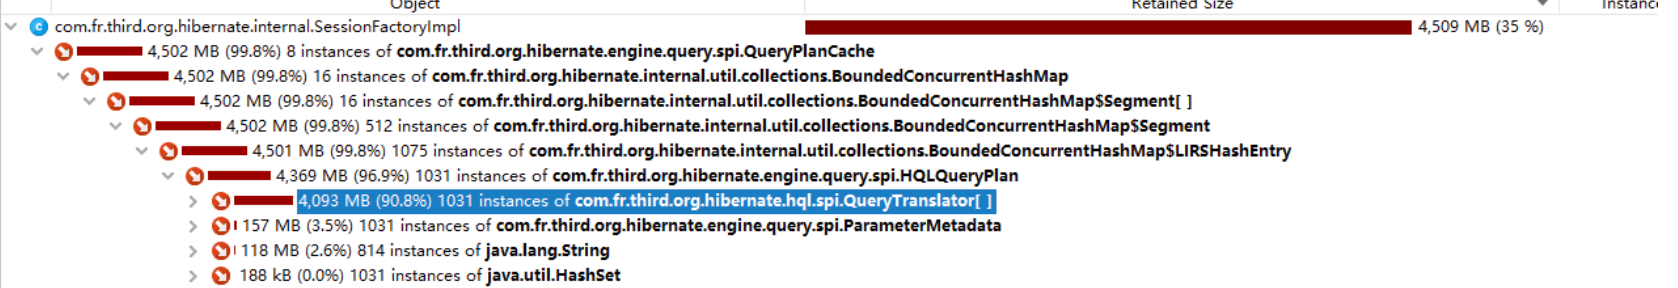 Object Retained Size Instanc
com.fr.third.org.hibernate.internal.SessionFactoryImpl 4,509 MB (35 %)
4,502 MB (99.8%) 8 instances of com.fr.third.org.hibernate.engine.query.spi.QueryPlanCache
4,502 MB (99.8%) 16 instances of com.fr.third.org.hibernate.internal.util.collections.BoundedConcurrentHashMap
4,502 MB (99.8%) 16 instances of com.fr.third.org.hibernate.internal.util.collections.BoundedConcurrentHashMap$Segment[ ]
4,502 MB (99.8%) 512 instances of com.fr.third.org.hibernate.internal.util.collections.BoundedConcurrentHashMap$Segment
4,501 MB (99.8%) 1075 instances of com.fr.third.org.hibernate.internal.util.collections.BoundedConcurrentHashMap$LIRSHashEntry
4,369 MB (96.9%) 1031 instances of com.fr.third.org.hibernate.engine.query.spi.HQLQueryPlan
4,093 MB (90.8%) 1031 instances of com.fr.third.org.hibernate.hql.spi.QueryTranslator[ ]
157 MB (3.5%) 1031 instances of com.fr.third.org.hibernate.engine.query.spi.ParameterMetadata
118 MB (2.6%) 814 instances of java.lang.String
188 kB (0.0%) 1031 instances of java.util.HashSet